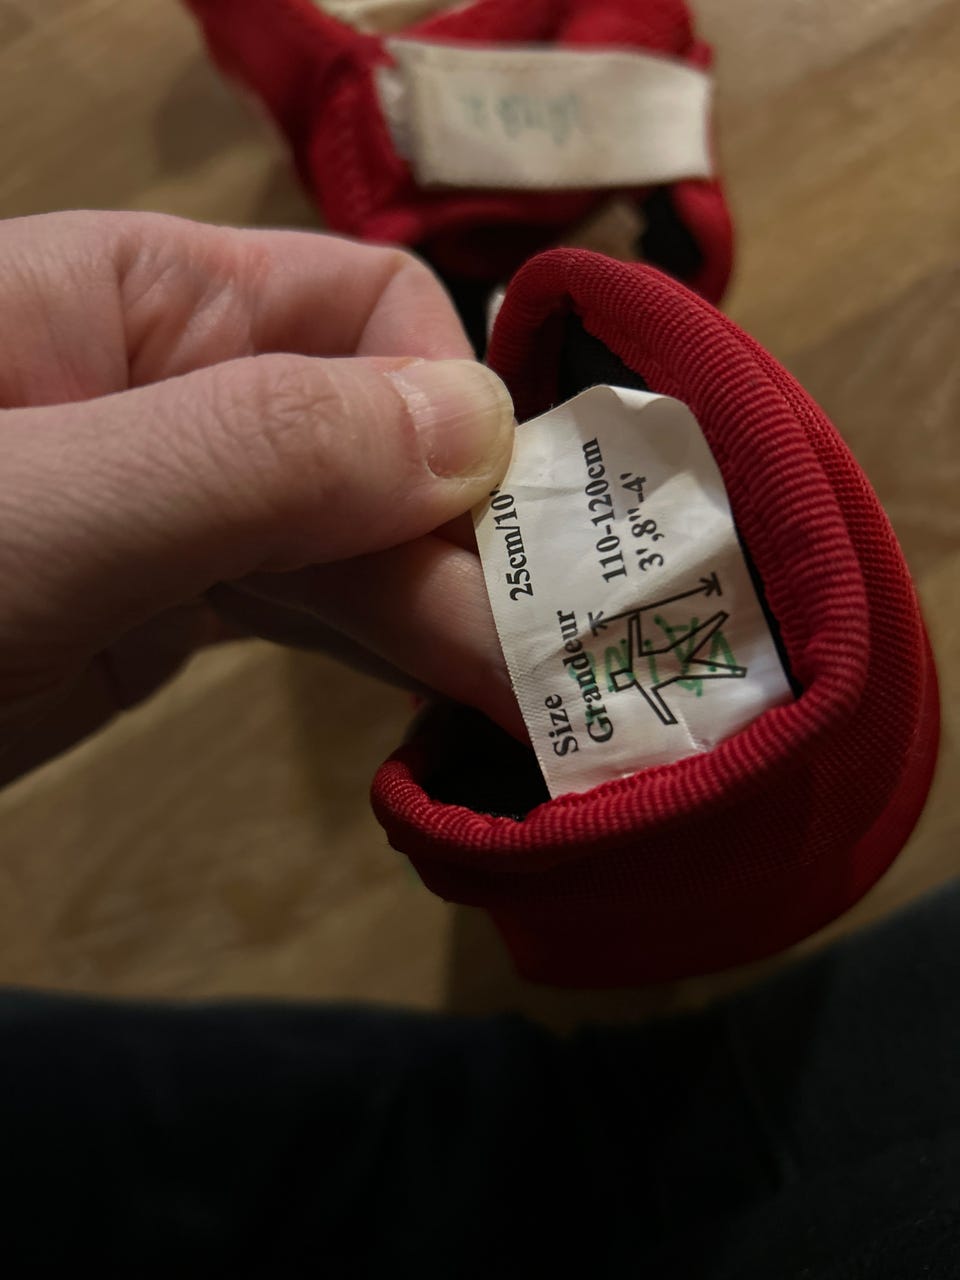 25cm/10"
110-120cm
3',8"-4'
Size
Grandeur